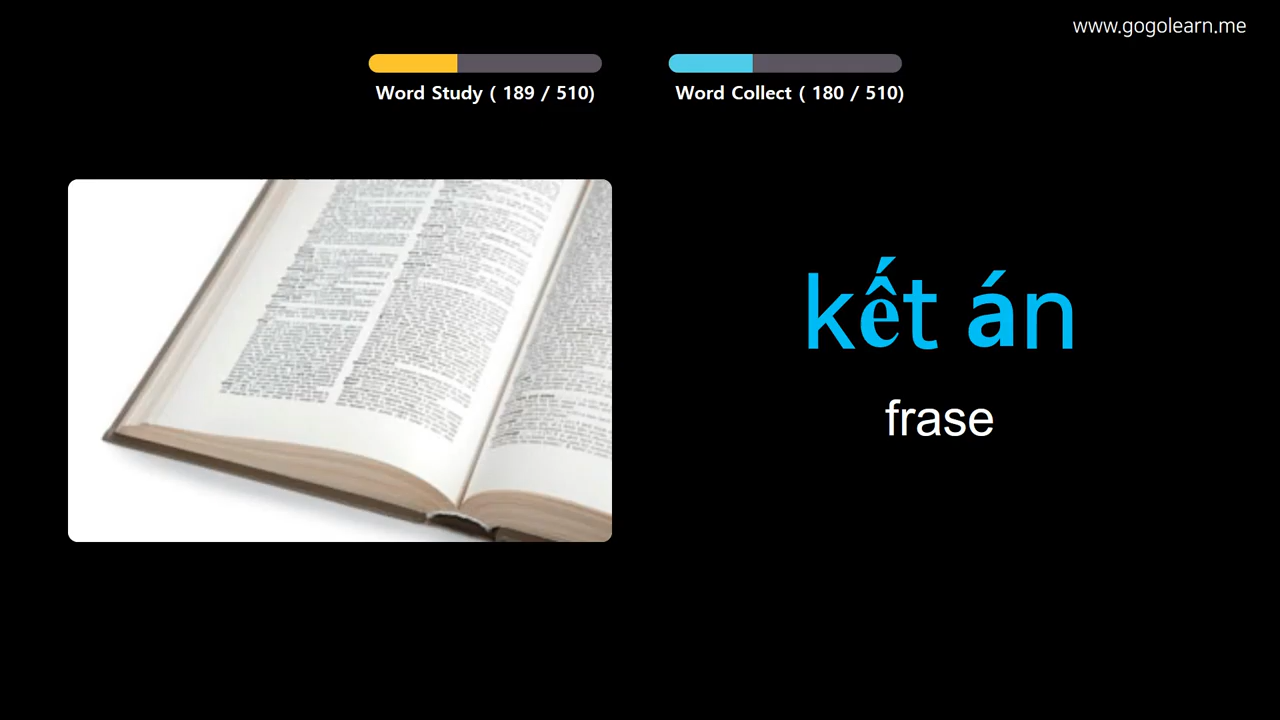 www.gogolearn.me
Word Study ( 189 / 510)
Word Collect ( 180 / 510)
kết án
frase